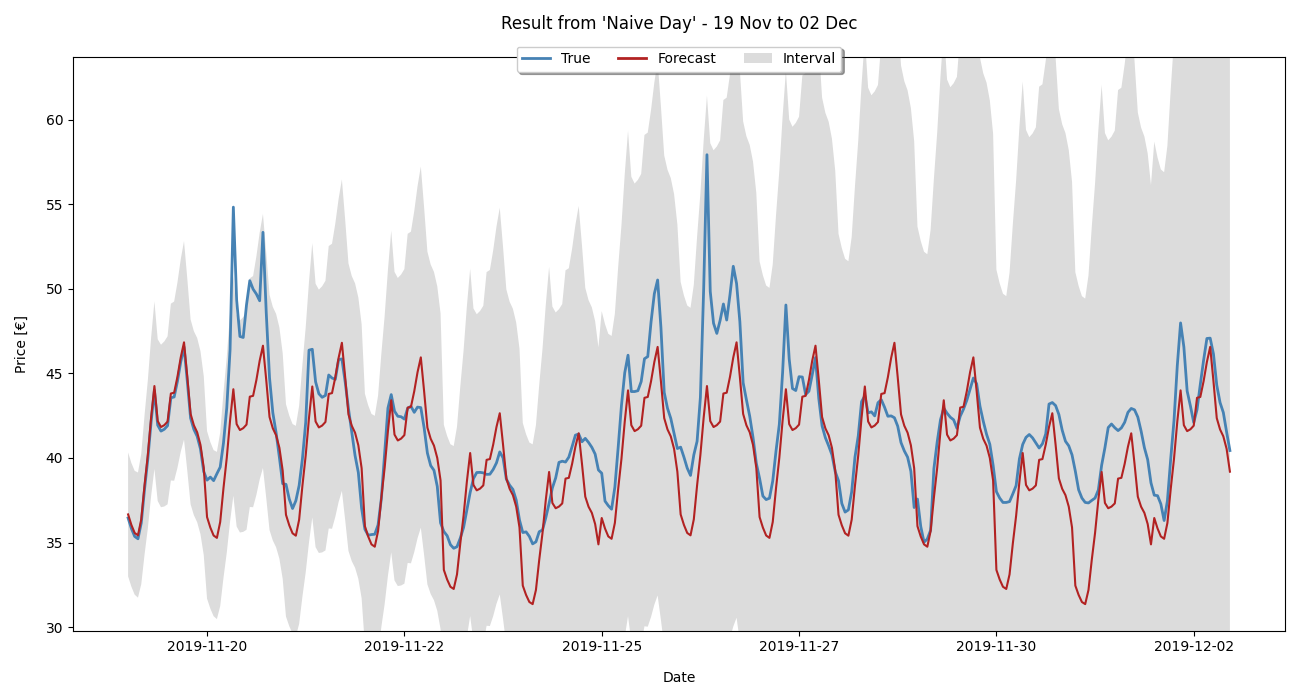 Result from 'Naive Day' - 19 Nov to 02 Dec
True Forecast Interval
Price [€]
60
55
50
45
40
35
30
2019-11-20 2019-11-22 2019-11-25 2019-11-27 2019-11-30 2019-12-02
Date